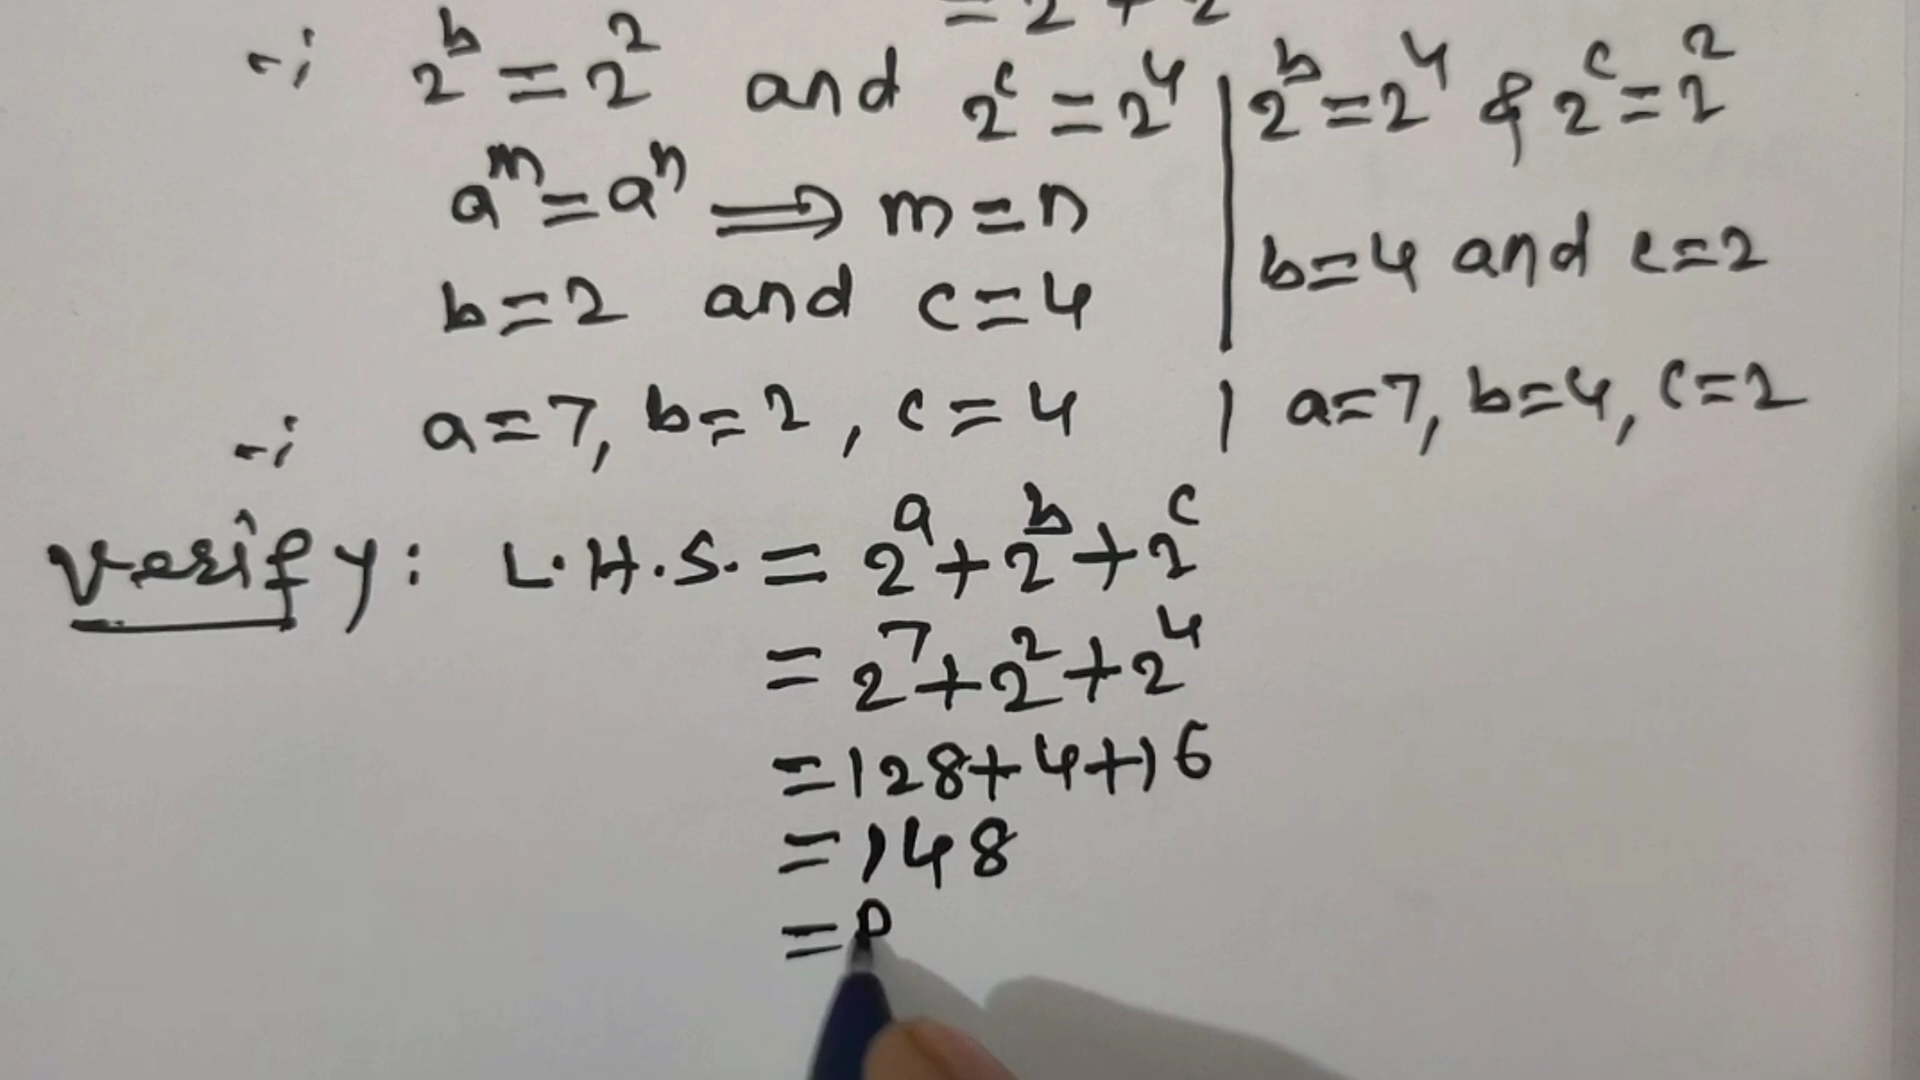 = 2 + 2
∴ 2^b = 2^2 and 2^c = 2^4 | 2^b = 2^4 & 2^c = 2^2
a^m = a^n ⟹ m = n
b = 2 and c = 4 | b = 4 and c = 2
∴ a = 7, b = 2, c = 4 | a = 7, b = 4, c = 2
Verify: L.H.S. = 2^a + 2^b + 2^c
= 2^7 + 2^2 + 2^4
= 128 + 4 + 16
= 148
=